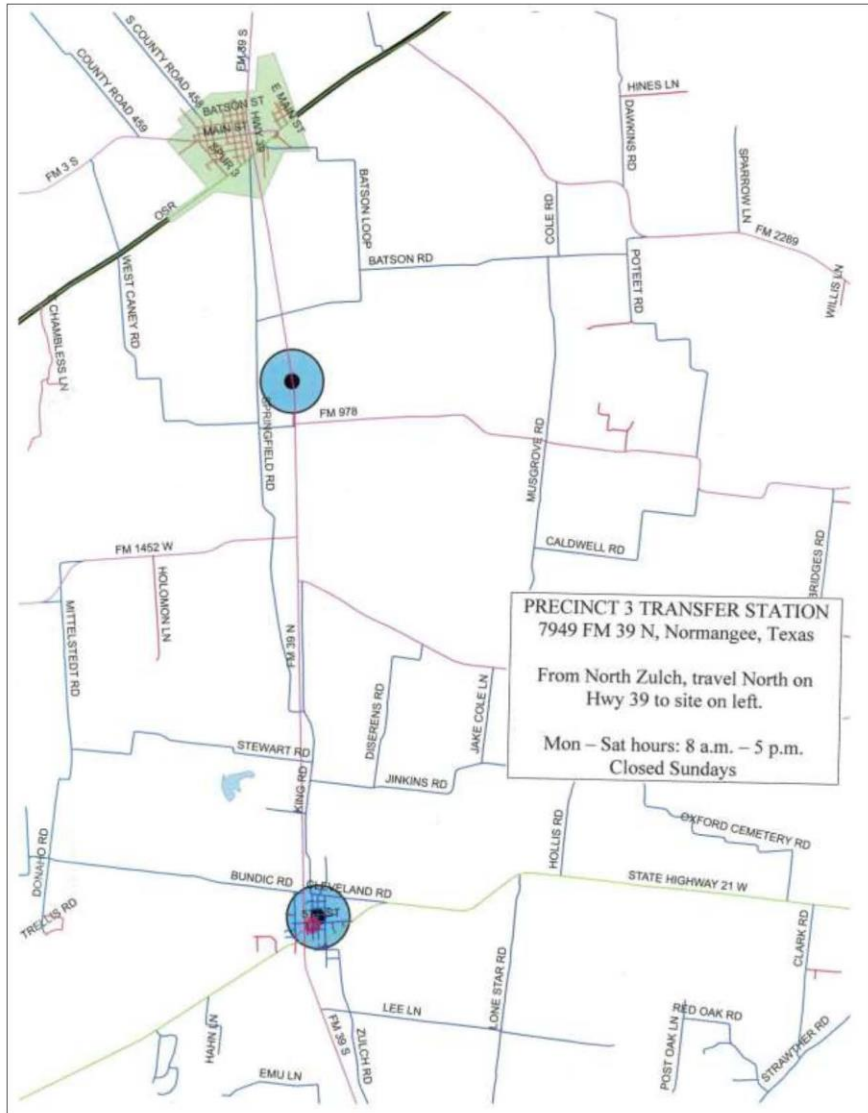 S COUNTY ROAD 458
FM 39 S
COUNTY ROAD 459
BATSON ST
E MAIN ST
MAIN ST
HWY 39
SPUR 3
FM 3 S
OSR
HINES LN
DAWKINS RD
SPARROW LN
BATSON LOOP
COLE RD
FM 2289
BATSON RD
POTEET RD
WILLIS LN
WEST CANEY RD
CHAMBLESS LN
SPRINGFIELD RD
FM 978
MUSGROVE RD
FM 1452 W
HOLOMON LN
CALDWELL RD
BRIDGES RD
MITTELSTEDT RD
FM 39 N
PRECINCT 3 TRANSFER STATION
7949 FM 39 N, Normangee, Texas
From North Zulch, travel North on
Hwy 39 to site on left.
Mon – Sat hours: 8 a.m. – 5 p.m.
Closed Sundays
STEWART RD
DISERENS RD
JAKE COLE LN
JINKINS RD
KING RD
HOLLIS RD
OXFORD CEMETERY RD
DONAHO RD
BUNDIC RD
CLEVELAND RD
STATE HIGHWAY 21 W
TRELLIS RD
CLARK RD
LONE STAR RD
LEE LN
RED OAK RD
HAHN LN
FM 39 S
ZULCH RD
POST OAK LN
STRAWTHER RD
EMU LN